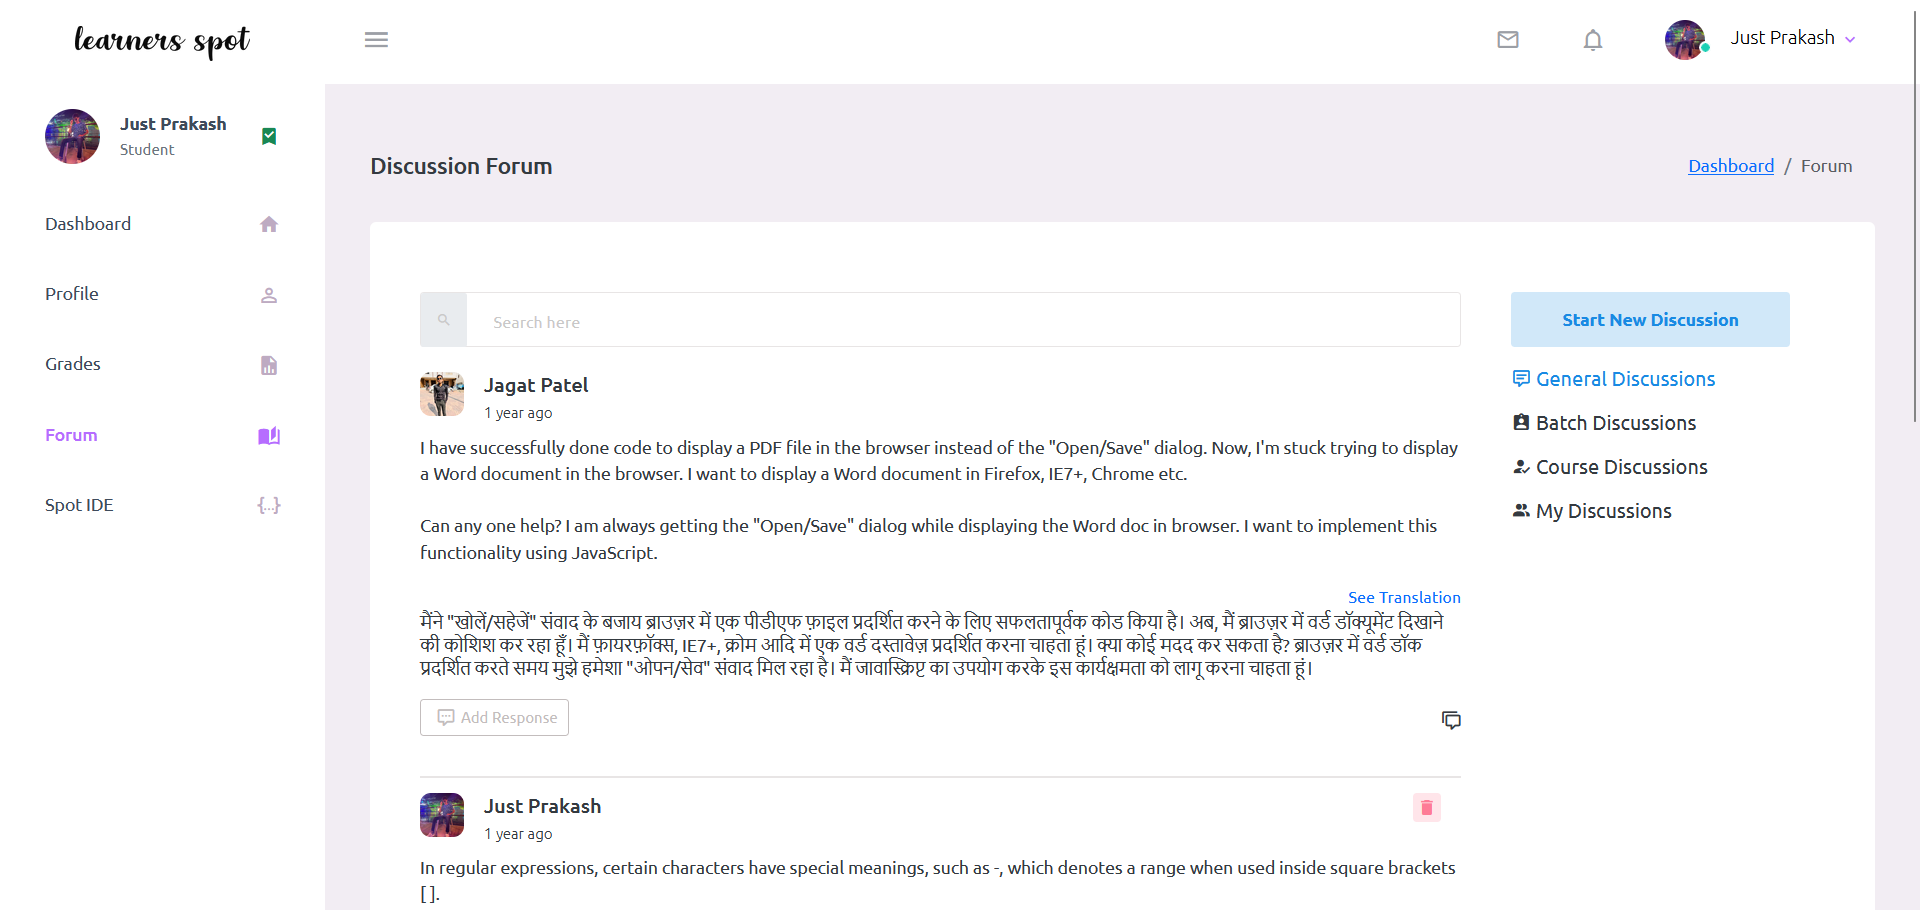 learners spot
Just Prakash
Just Prakash
Student
Dashboard
Profile
Grades
Forum
Spot IDE
Discussion Forum
Dashboard / Forum
Search here
Jagat Patel
1 year ago
I have successfully done code to display a PDF file in the browser instead of the "Open/Save" dialog. Now, I'm stuck trying to display
a Word document in the browser. I want to display a Word document in Firefox, IE7+, Chrome etc.
Can any one help? I am always getting the "Open/Save" dialog while displaying the Word doc in browser. I want to implement this
functionality using JavaScript.
See Translation
मैंने "खोलें/सहेजें" संवाद के बजाय ब्राउज़र में एक पीडीएफ फ़ाइल प्रदर्शित करने के लिए सफलतापूर्वक कोड किया है। अब, मैं ब्राउज़र में वर्ड डॉक्यूमेंट दिखाने
की कोशिश कर रहा हूँ। मैं फ़ायरफ़ॉक्स, IE7+, क्रोम आदि में एक वर्ड दस्तावेज़ प्रदर्शित करना चाहता हूं। क्या कोई मदद कर सकता है? ब्राउज़र में वर्ड डॉक
प्रदर्शित करते समय मुझे हमेशा "ओपन/सेव" संवाद मिल रहा है। मैं जावास्क्रिप्ट का उपयोग करके इस कार्यक्षमता को लागू करना चाहता हूं।
Add Response
Just Prakash
1 year ago
In regular expressions, certain characters have special meanings, such as -, which denotes a range when used inside square brackets
[ ].
Start New Discussion
General Discussions
Batch Discussions
Course Discussions
My Discussions